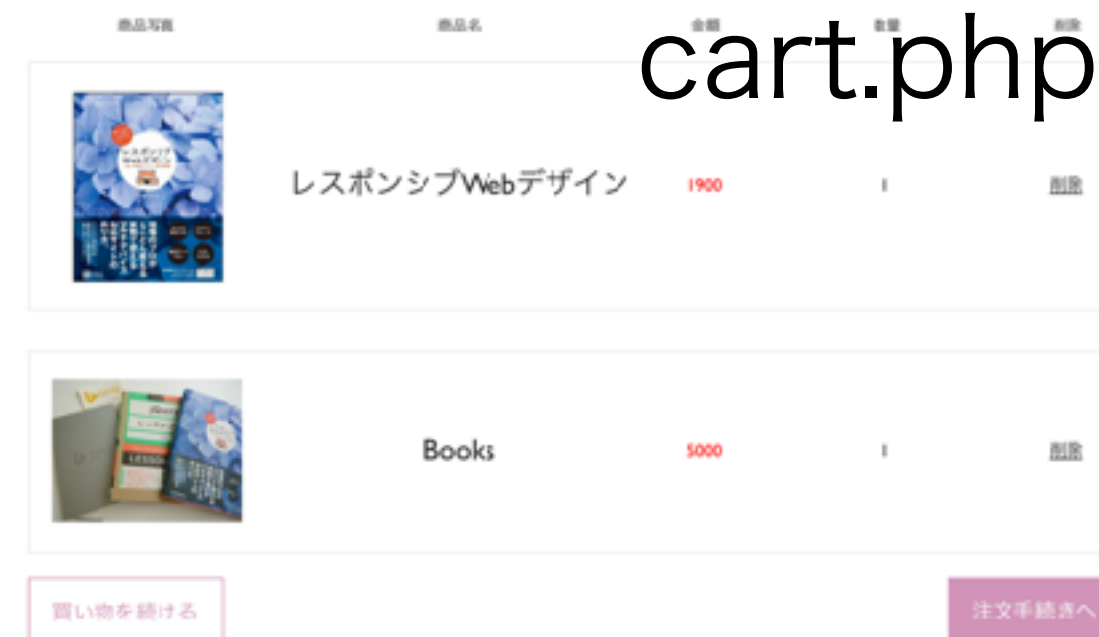 商品写真 商品名 金額 数量 削除
cart.php
レスポンシブWebデザイン 1900 1 削除
Books 5000 1 削除
買い物を続ける 注文手続きへ